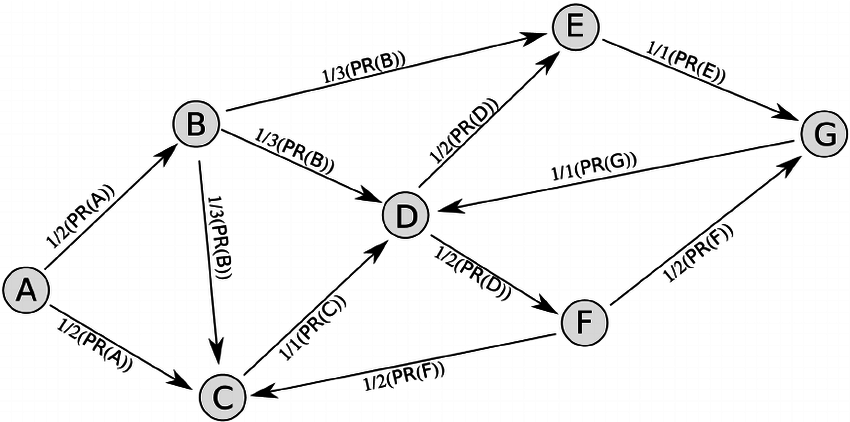 E
1/1(PR(E))
1/3(PR(B))
B
1/3(PR(B))
1/2(PR(D))
G
1/1(PR(G))
1/2(PR(A))
1/3(PR(B))
D
A
1/2(PR(D))
1/2(PR(F))
1/2(PR(A))
1/1(PR(C))
F
C
1/2(PR(F))